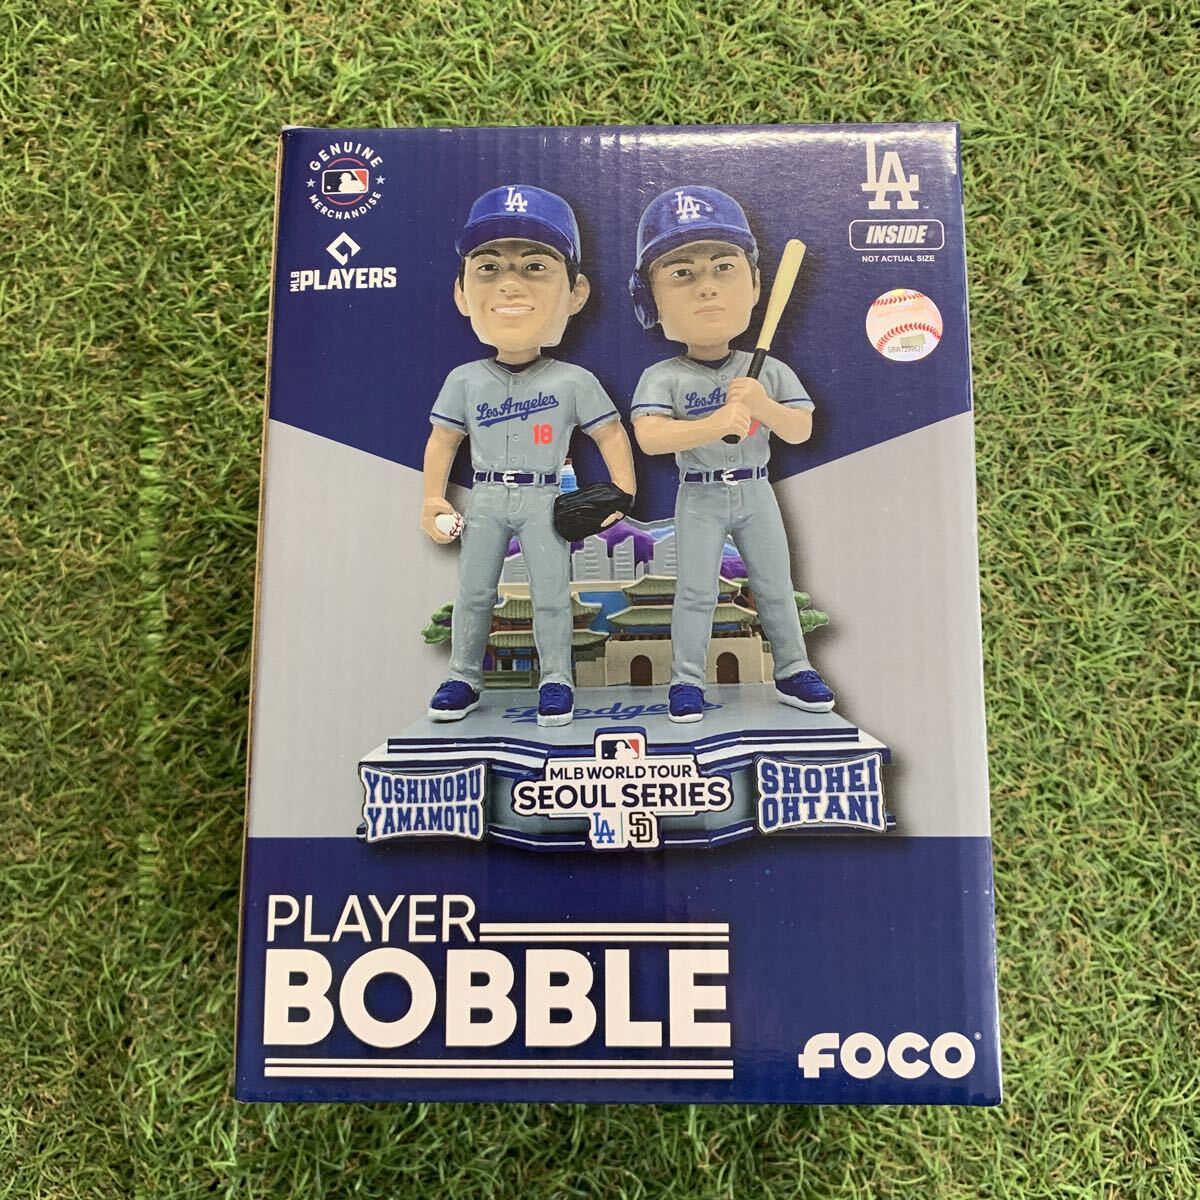 GENUINE
MERCHANDISE
MLB PLAYERS
LA
INSIDE
NOT ACTUAL SIZE
SBW7299521
LA
LA
Los Angeles
18
Los A
Dodgers
YOSHINOBU
YAMAMOTO
MLB WORLD TOUR
SEOUL SERIES
LA SD
SHOHEI
OHTANI
PLAYER
BOBBLE
FOCO®